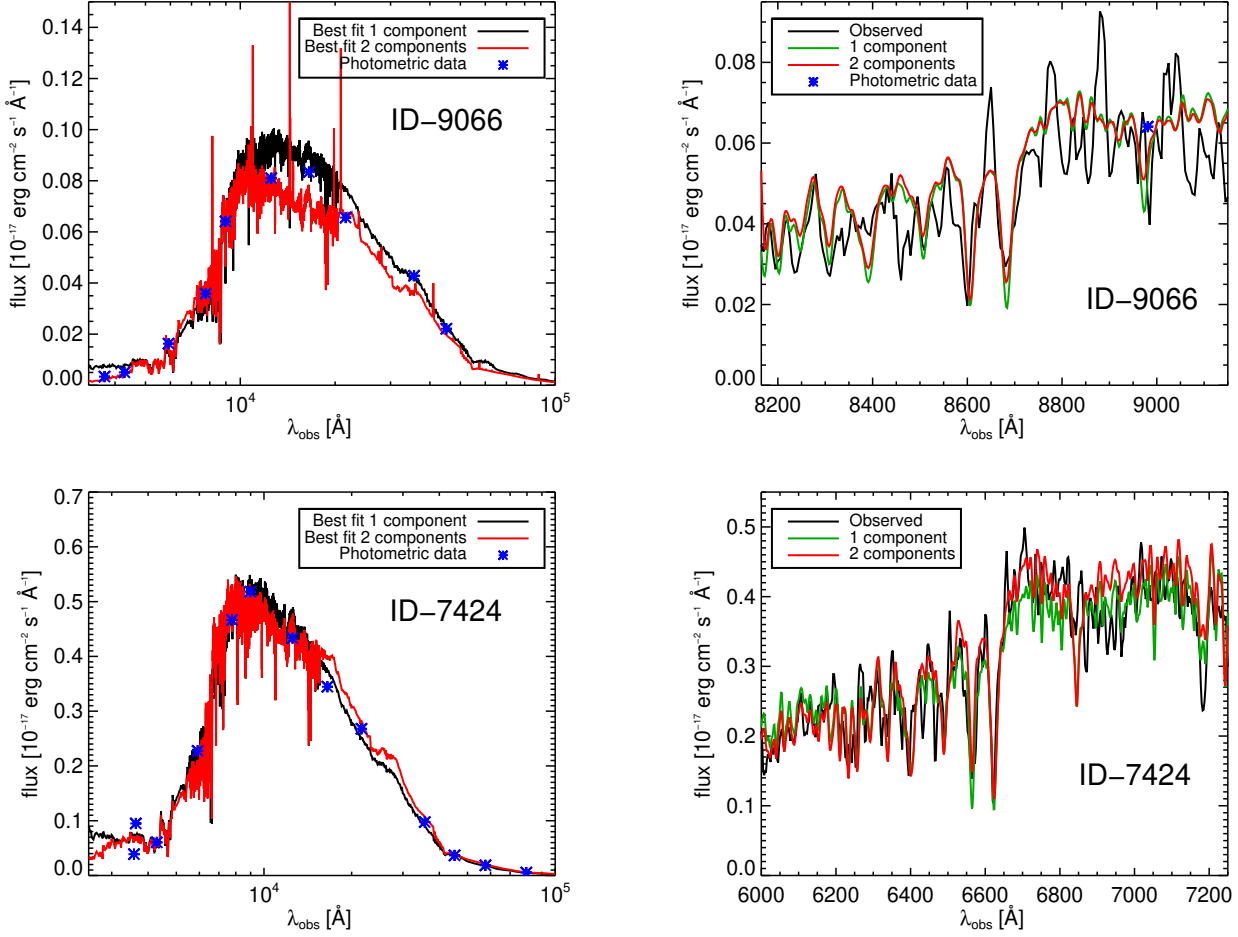 Best fit 1 component
Best fit 2 components
Photometric data
ID−9066
0.00
0.02
0.04
0.06
0.08
0.10
0.12
0.14
flux [10⁻¹⁷ erg cm⁻² s⁻¹ Å⁻¹]
10⁴
10⁵
λobs [Å]
Observed
1 component
2 components
Photometric data
ID−9066
0.00
0.02
0.04
0.06
0.08
flux [10⁻¹⁷ erg cm⁻² s⁻¹ Å⁻¹]
8200
8400
8600
8800
9000
λobs [Å]
Best fit 1 component
Best fit 2 components
Photometric data
ID−7424
0.0
0.1
0.2
0.3
0.4
0.5
0.6
0.7
flux [10⁻¹⁷ erg cm⁻² s⁻¹ Å⁻¹]
10⁴
10⁵
λobs [Å]
Observed
1 component
2 components
ID−7424
0.0
0.1
0.2
0.3
0.4
0.5
flux [10⁻¹⁷ erg cm⁻² s⁻¹ Å⁻¹]
6000
6200
6400
6600
6800
7000
7200
λobs [Å]